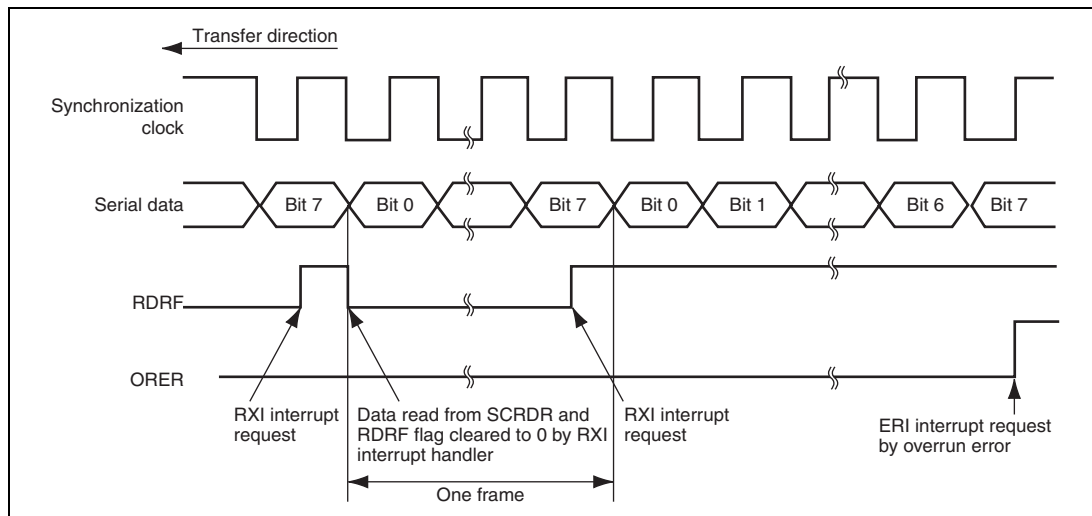 Transfer direction
Synchronization
clock
Serial data
Bit 7
Bit 0
Bit 7
Bit 0
Bit 1
Bit 6
Bit 7
RDRF
ORER
RXI interrupt
request
Data read from SCRDR and
RDRF flag cleared to 0 by RXI
interrupt handler
RXI interrupt
request
ERI interrupt request
by overrun error
One frame